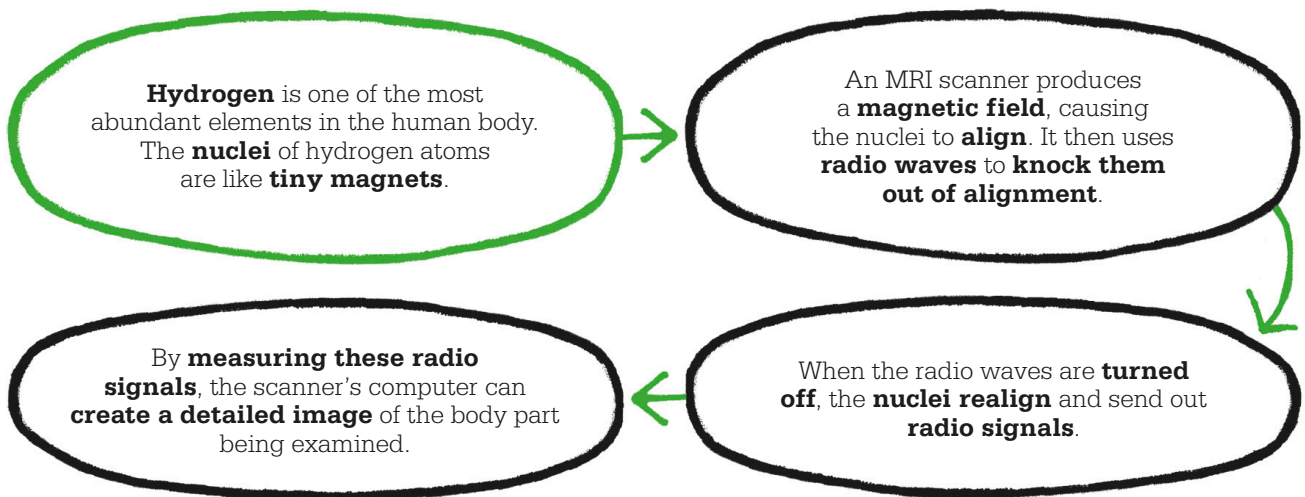 Hydrogen is one of the most
abundant elements in the human body.
The nuclei of hydrogen atoms
are like tiny magnets.
An MRI scanner produces
a magnetic field, causing
the nuclei to align. It then uses
radio waves to knock them
out of alignment.
When the radio waves are turned
off, the nuclei realign and send out
radio signals.
By measuring these radio
signals, the scanner’s computer can
create a detailed image of the body part
being examined.